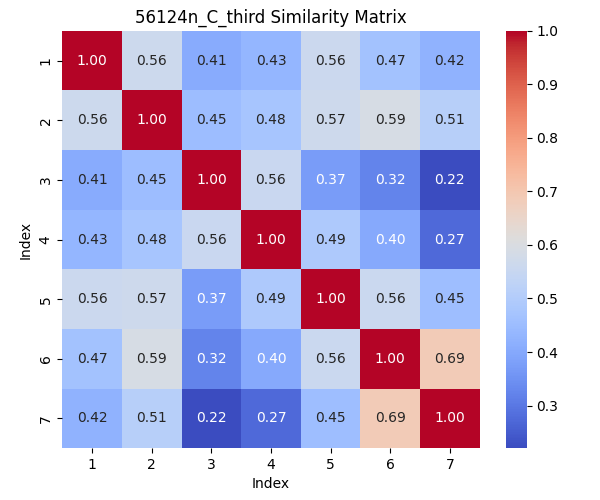 56124n_C_third Similarity Matrix
1 1.00 0.56 0.41 0.43 0.56 0.47 0.42
2 0.56 1.00 0.45 0.48 0.57 0.59 0.51
3 0.41 0.45 1.00 0.56 0.37 0.32 0.22
4 0.43 0.48 0.56 1.00 0.49 0.40 0.27
5 0.56 0.57 0.37 0.49 1.00 0.56 0.45
6 0.47 0.59 0.32 0.40 0.56 1.00 0.69
7 0.42 0.51 0.22 0.27 0.45 0.69 1.00
1 2 3 4 5 6 7
Index
Index
1.0
0.9
0.8
0.7
0.6
0.5
0.4
0.3